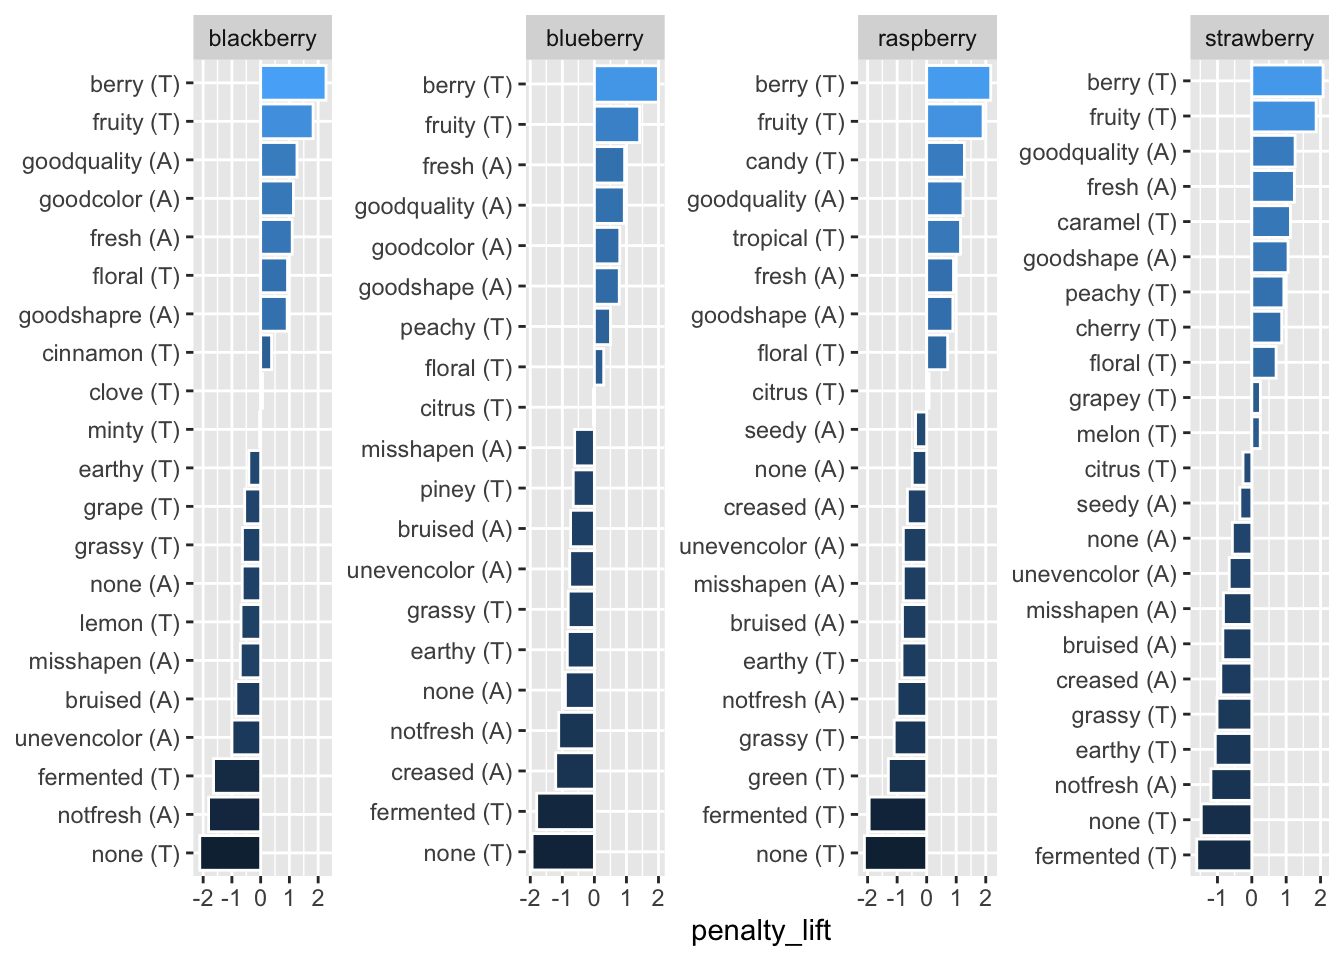 blackberry
berry (T)
fruity (T)
goodquality (A)
goodcolor (A)
fresh (A)
floral (T)
goodshapre (A)
cinnamon (T)
clove (T)
minty (T)
earthy (T)
grape (T)
grassy (T)
none (A)
lemon (T)
misshapen (A)
bruised (A)
unevencolor (A)
fermented (T)
notfresh (A)
none (T)
-2 -1 0 1 2
blueberry
berry (T)
fruity (T)
fresh (A)
goodquality (A)
goodcolor (A)
goodshape (A)
peachy (T)
floral (T)
citrus (T)
misshapen (A)
piney (T)
bruised (A)
unevencolor (A)
grassy (T)
earthy (T)
none (A)
notfresh (A)
creased (A)
fermented (T)
none (T)
-2 -1 0 1 2
raspberry
berry (T)
fruity (T)
candy (T)
goodquality (A)
tropical (T)
fresh (A)
goodshape (A)
floral (T)
citrus (T)
seedy (A)
none (A)
creased (A)
unevencolor (A)
misshapen (A)
bruised (A)
earthy (T)
notfresh (A)
grassy (T)
green (T)
fermented (T)
none (T)
-2 -1 0 1 2
strawberry
berry (T)
fruity (T)
goodquality (A)
fresh (A)
caramel (T)
goodshape (A)
peachy (T)
cherry (T)
floral (T)
grapey (T)
melon (T)
citrus (T)
seedy (A)
none (A)
unevencolor (A)
misshapen (A)
bruised (A)
creased (A)
grassy (T)
earthy (T)
notfresh (A)
none (T)
fermented (T)
-1 0 1 2
penalty_lift